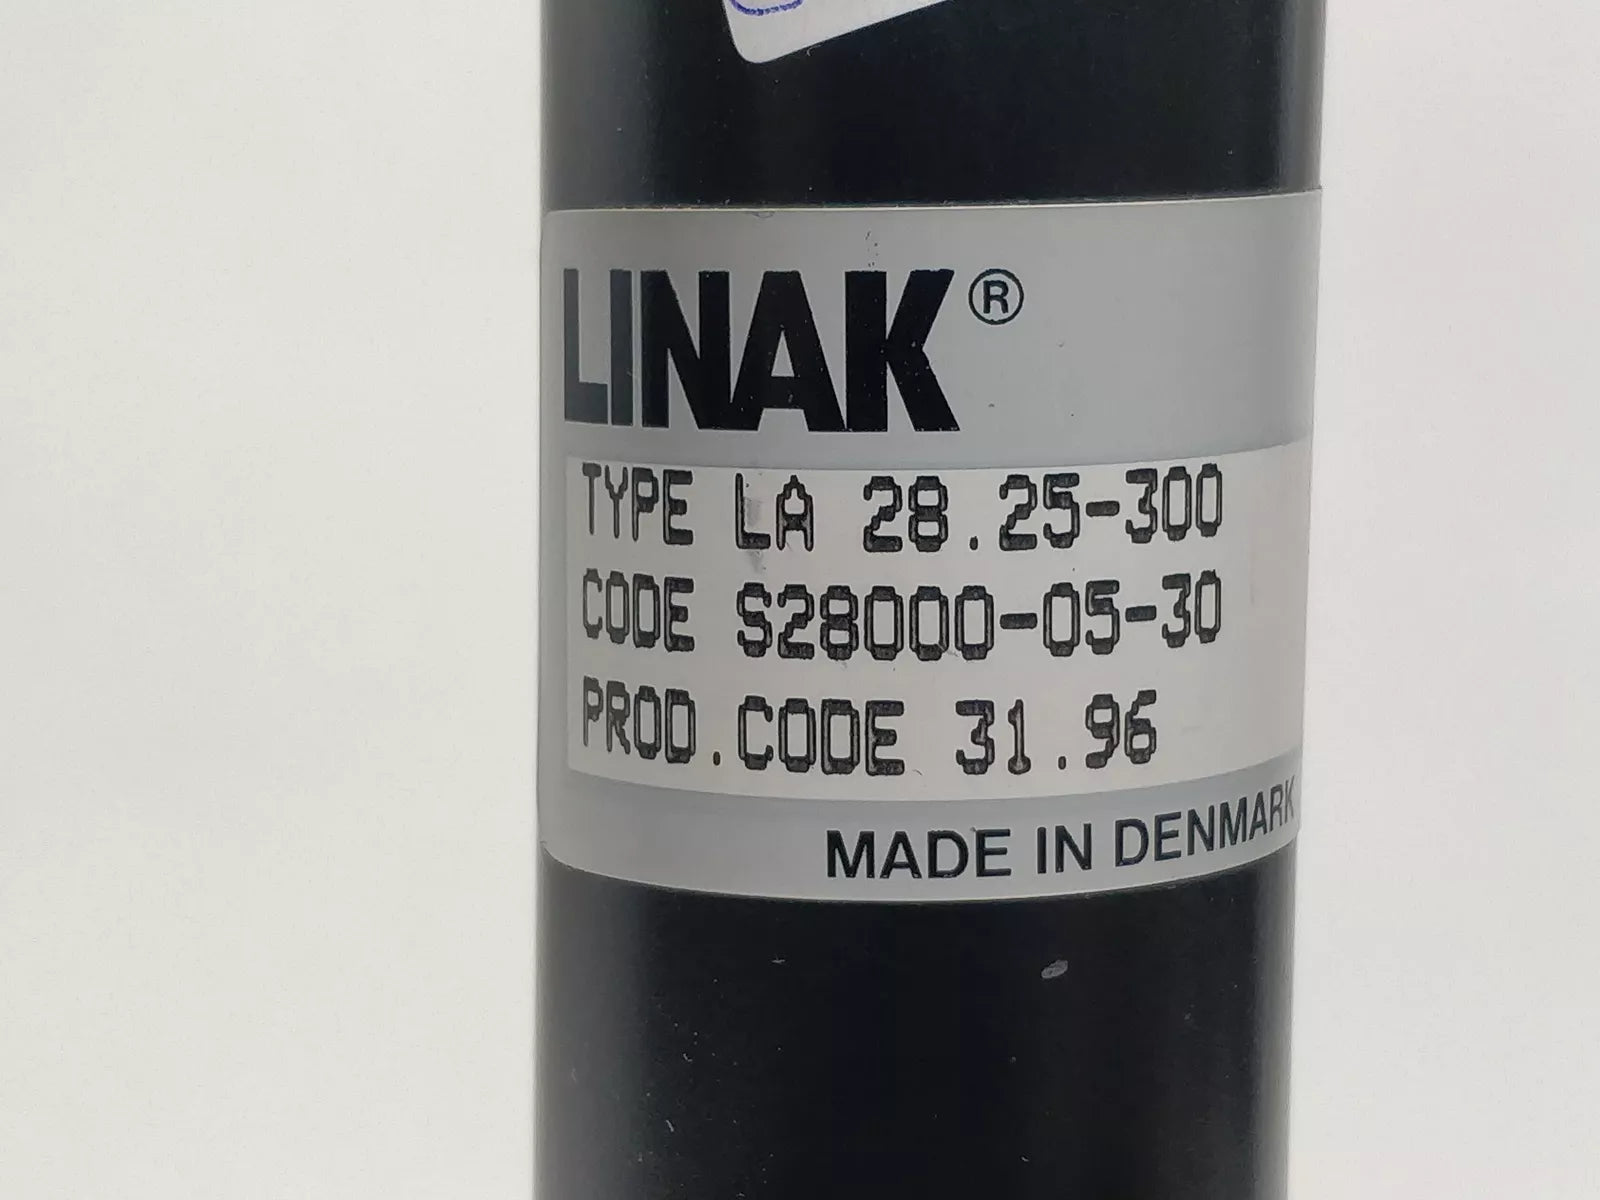 LINAK®
TYPE LA 28.25-300
CODE S28000-05-30
PROD.CODE 31.96
MADE IN DENMARK